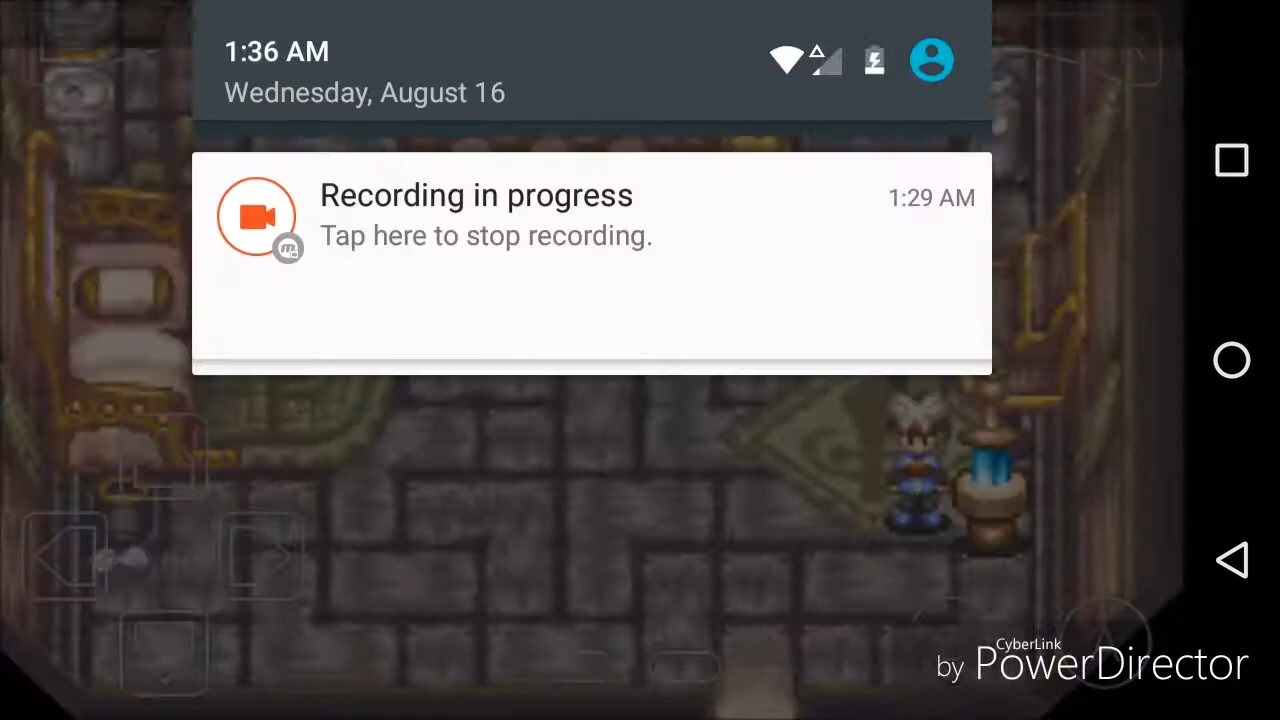 1:36 AM
Wednesday, August 16
Recording in progress
1:29 AM
Tap here to stop recording.
A
CyberLink
by PowerDirector